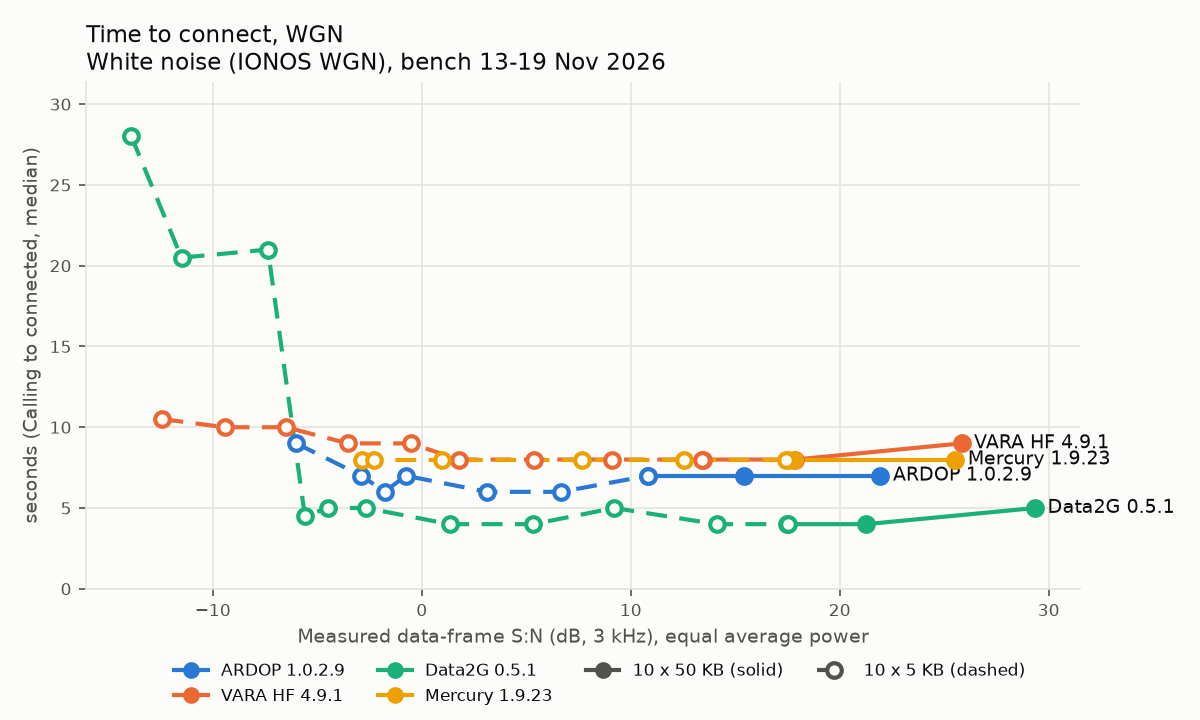 Time to connect, WGN
White noise (IONOS WGN), bench 13-19 Nov 2026
seconds (Calling to connected, median)
30
25
20
15
10
5
0
−10
0
10
20
30
VARA HF 4.9.1
Mercury 1.9.23
ARDOP 1.0.2.9
Data2G 0.5.1
Measured data-frame S:N (dB, 3 kHz), equal average power
ARDOP 1.0.2.9
Data2G 0.5.1
10 x 50 KB (solid)
10 x 5 KB (dashed)
VARA HF 4.9.1
Mercury 1.9.23